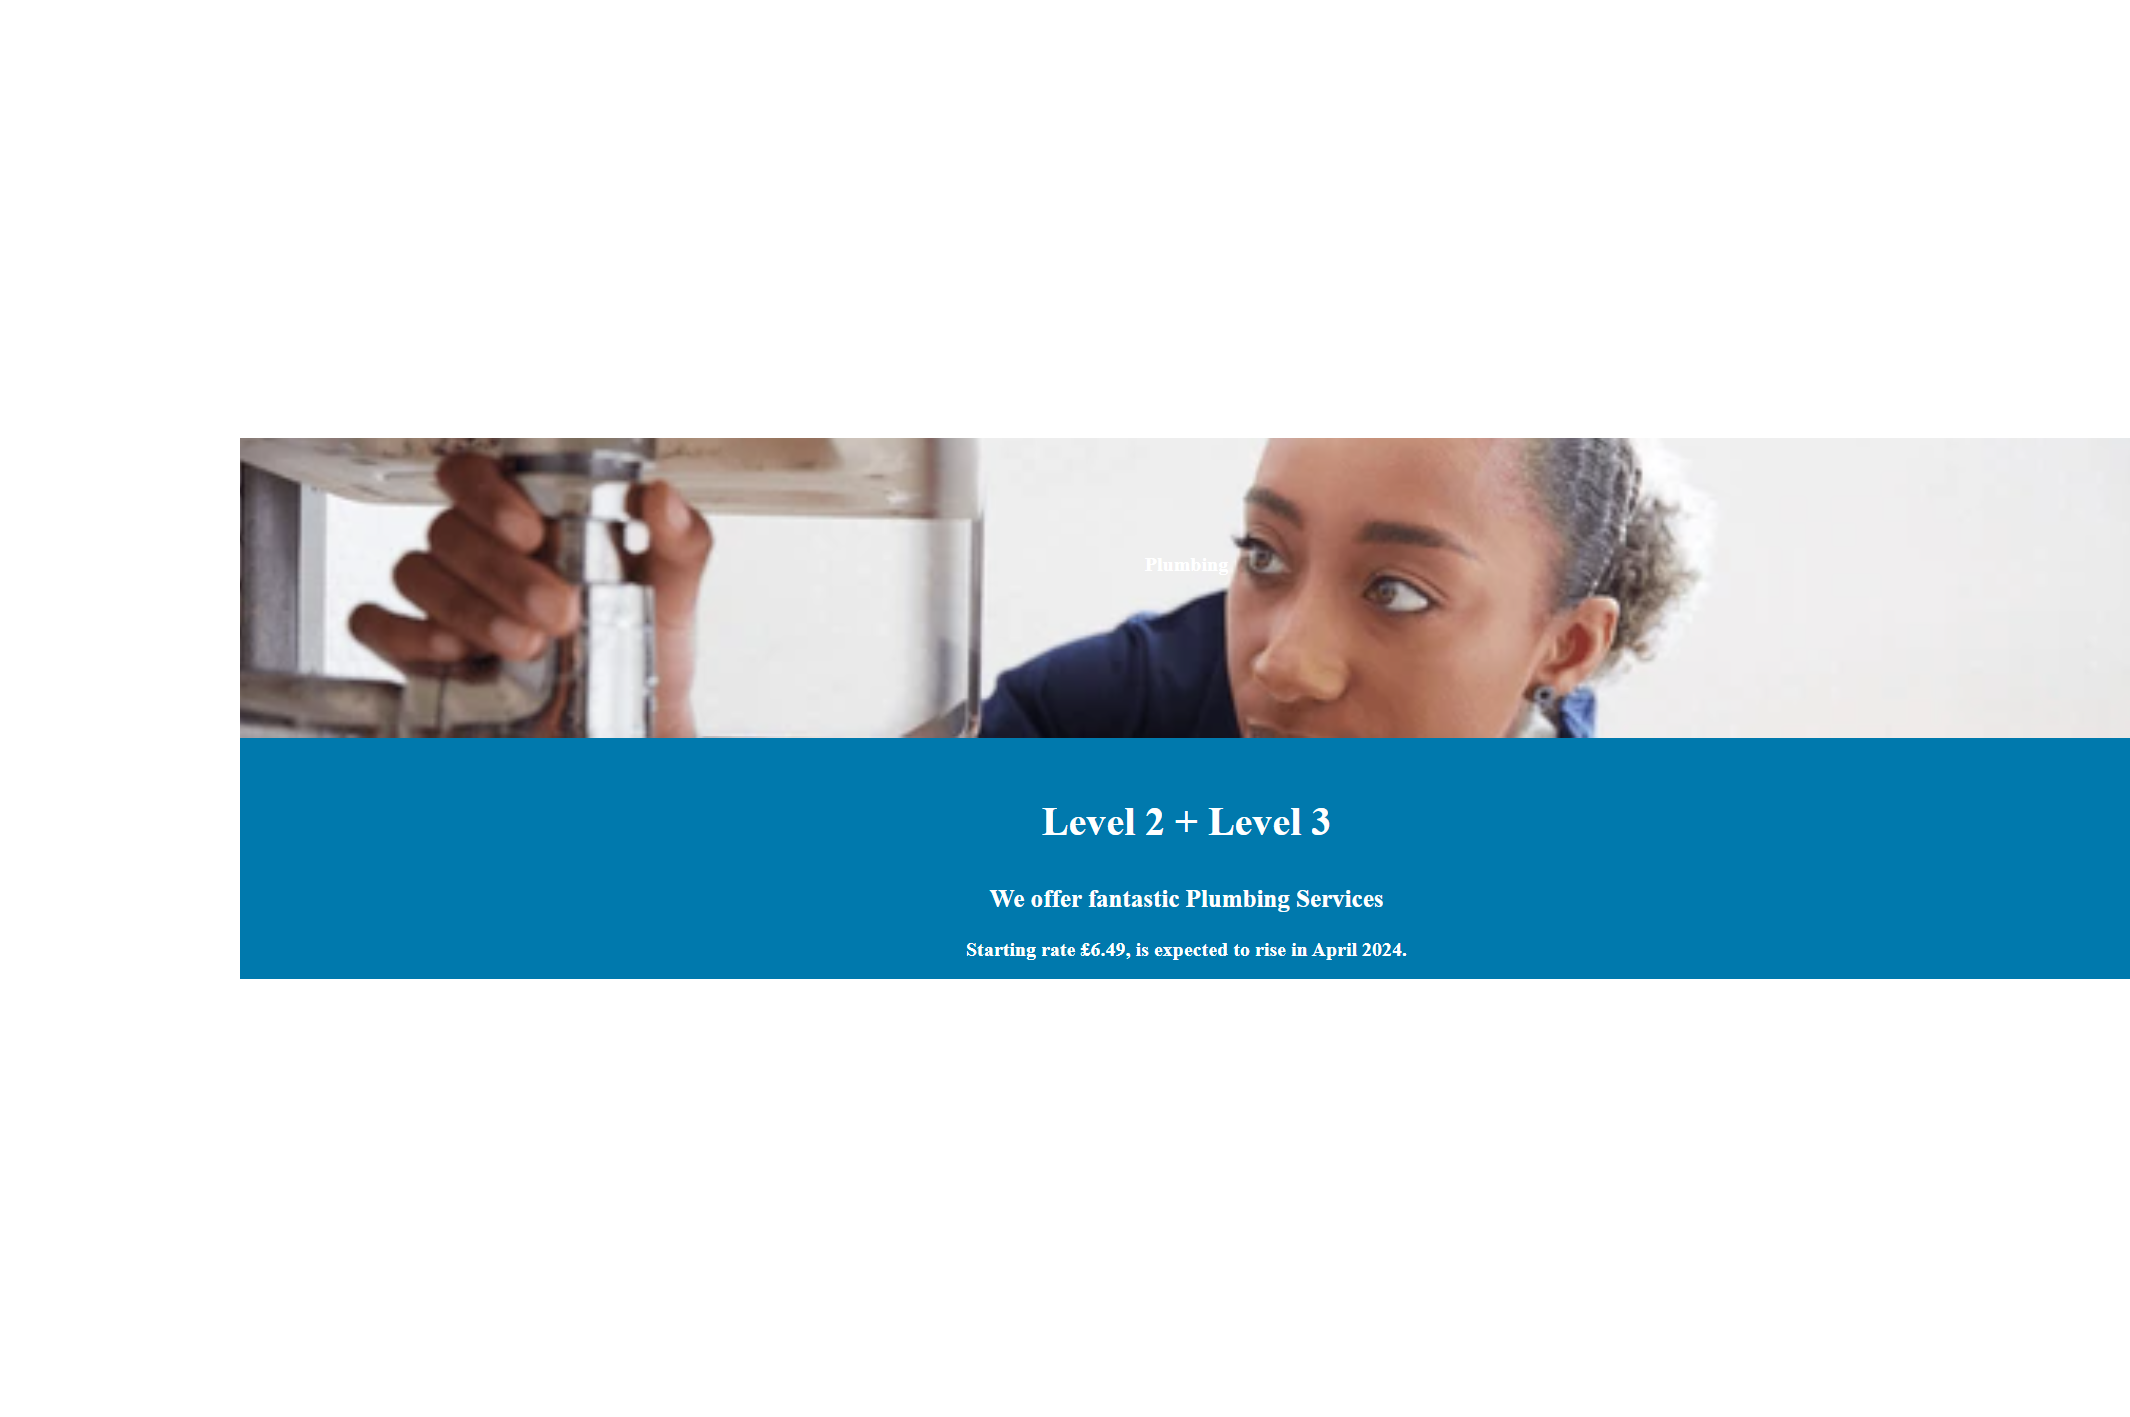 Plumbing
Level 2 + Level 3
We offer fantastic Plumbing Services
Starting rate £6.49, is expected to rise in April 2024.